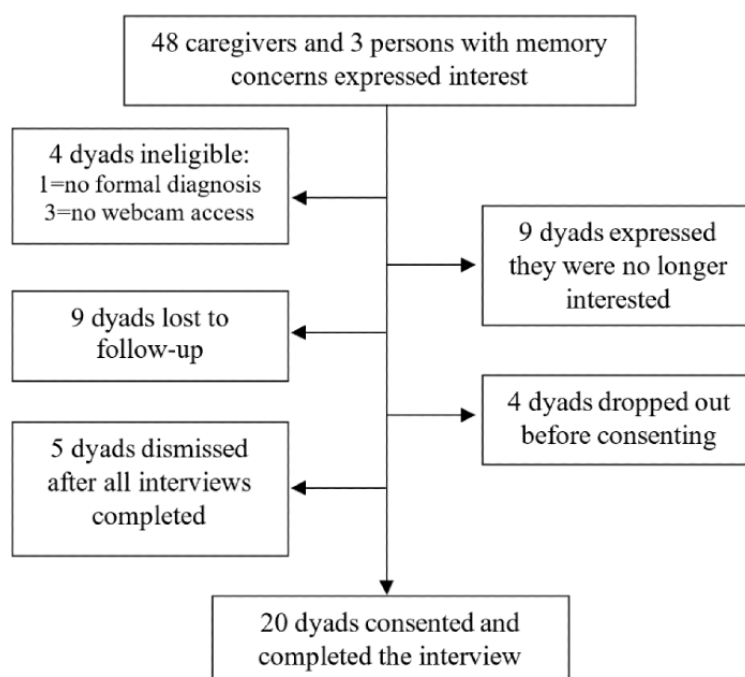 48 caregivers and 3 persons with memory
concerns expressed interest
4 dyads ineligible:
1=no formal diagnosis
3=no webcam access
9 dyads expressed
they were no longer
interested
9 dyads lost to
follow-up
4 dyads dropped out
before consenting
5 dyads dismissed
after all interviews
completed
20 dyads consented and
completed the interview